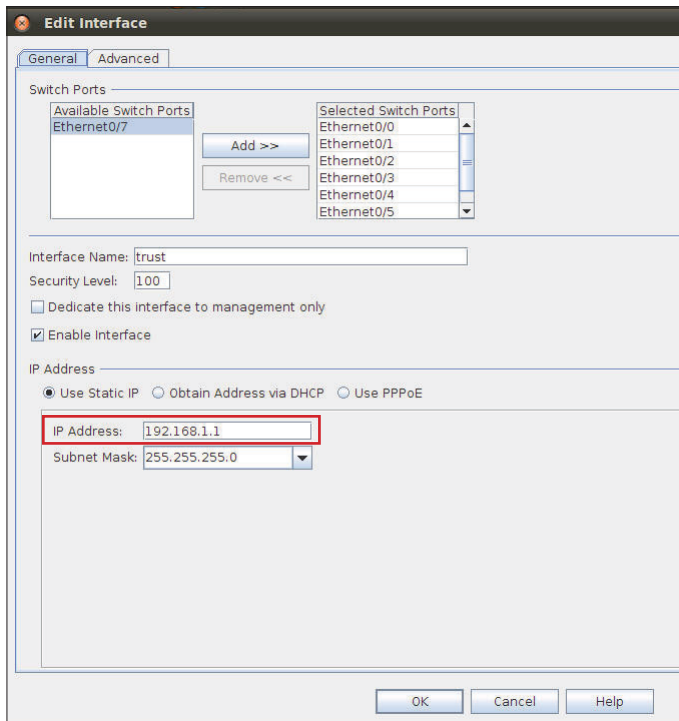 Edit Interface
General Advanced
Switch Ports
Available Switch Ports
Ethernet0/7
Add >>
Remove <<
Selected Switch Ports
Ethernet0/0
Ethernet0/1
Ethernet0/2
Ethernet0/3
Ethernet0/4
Ethernet0/5
Interface Name: trust
Security Level: 100
Dedicate this interface to management only
Enable Interface
IP Address
Use Static IP Obtain Address via DHCP Use PPPoE
IP Address: 192.168.1.1
Subnet Mask: 255.255.255.0
OK Cancel Help